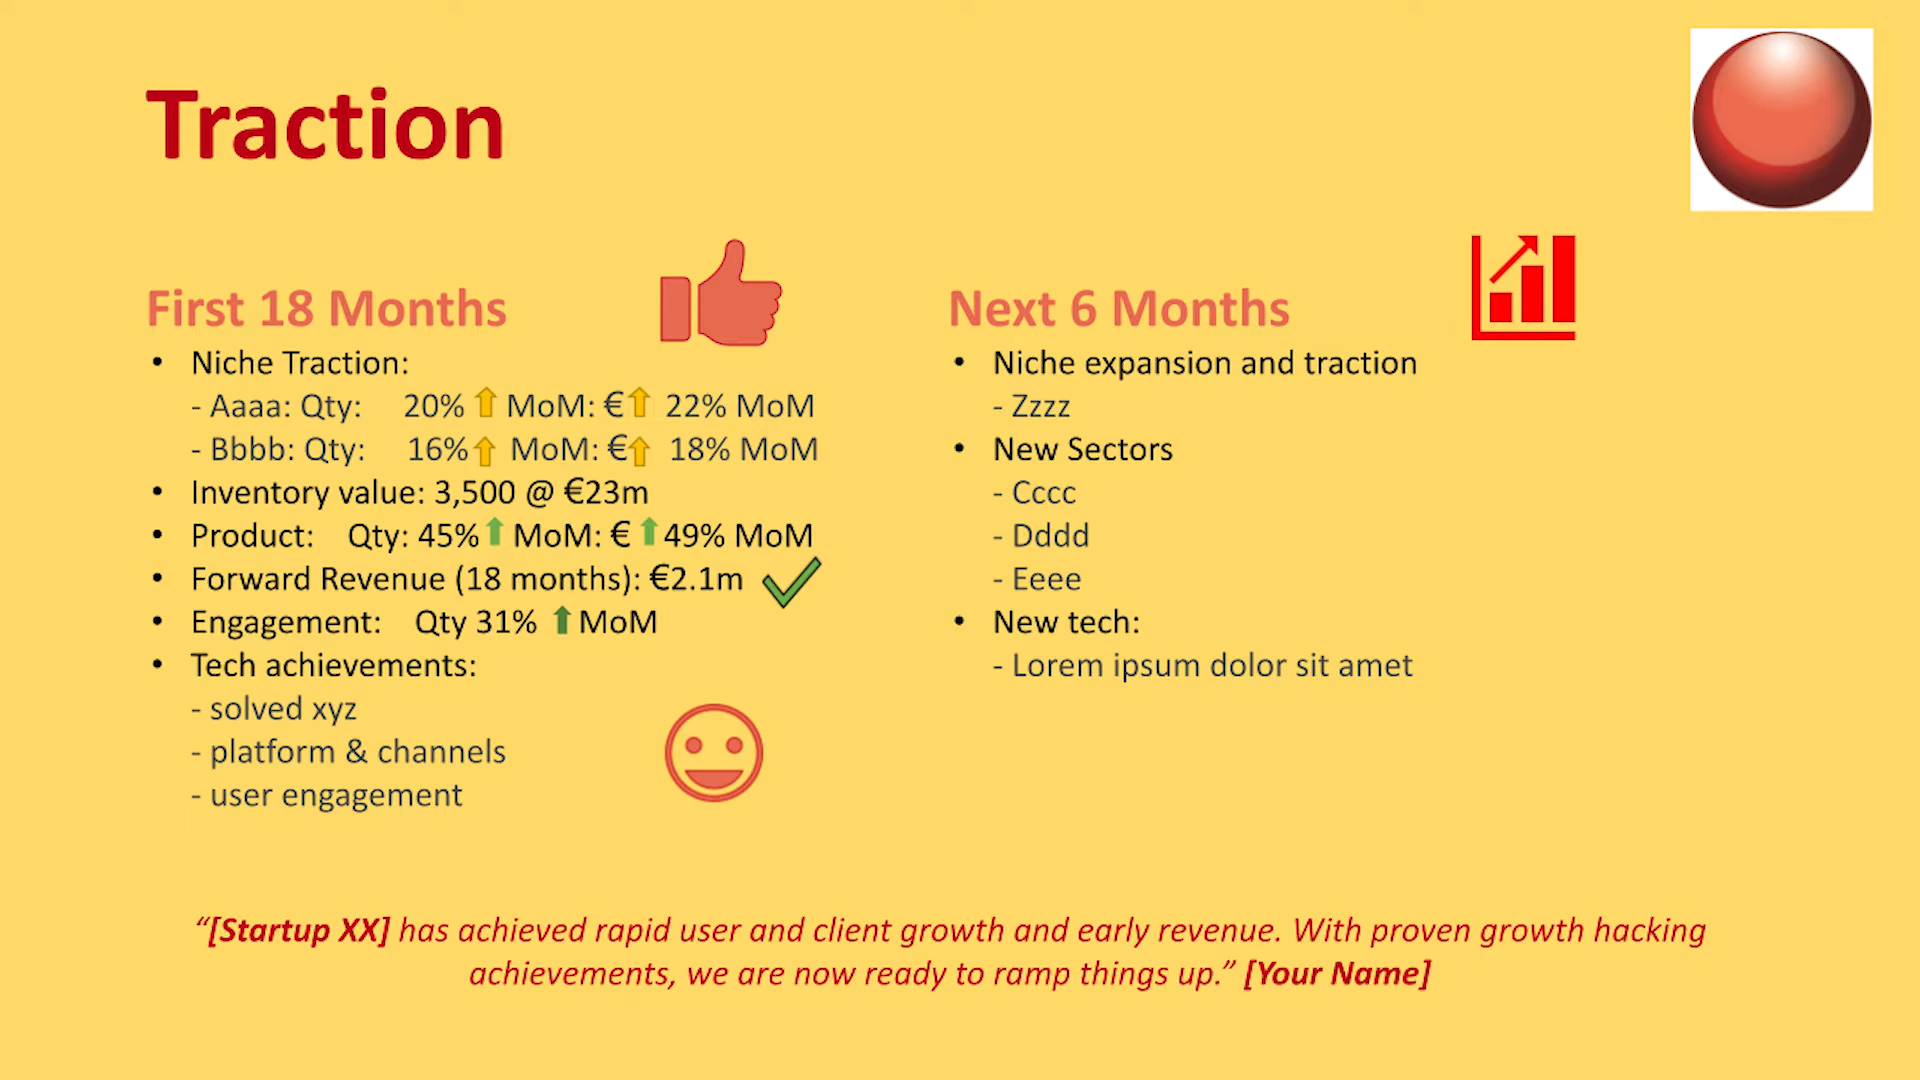 Traction
First 18 Months
• Niche Traction:
- Aaaa: Qty: 20% MoM: € 22% MoM
- Bbbb: Qty: 16% MoM: € 18% MoM
• Inventory value: 3,500 @ €23m
• Product: Qty: 45% MoM: € 49% MoM
• Forward Revenue (18 months): €2.1m
• Engagement: Qty 31% MoM
• Tech achievements:
- solved xyz
- platform & channels
- user engagement
Next 6 Months
• Niche expansion and traction
- Zzzz
• New Sectors
- Cccc
- Dddd
- Eeee
• New tech:
- Lorem ipsum dolor sit amet
“[Startup XX] has achieved rapid user and client growth and early revenue. With proven growth hacking
achievements, we are now ready to ramp things up.” [Your Name]